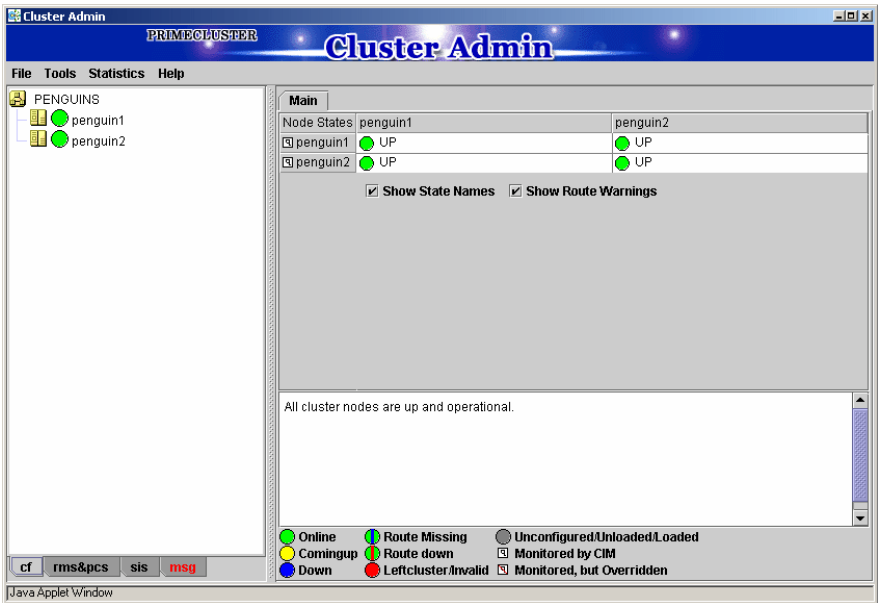 Cluster Admin
PRIMECLUSTER
Cluster Admin
File Tools Statistics Help
PENGUINS
penguin1
penguin2
Main
Node States penguin1 penguin2
penguin1 UP UP
penguin2 UP UP
Show State Names Show Route Warnings
All cluster nodes are up and operational.
Online Route Missing Unconfigured/Unloaded/Loaded
Comingup Route down Monitored by CIM
Down Leftcluster/Invalid Monitored, but Overridden
cf rms&pcs sis msg
Java Applet Window